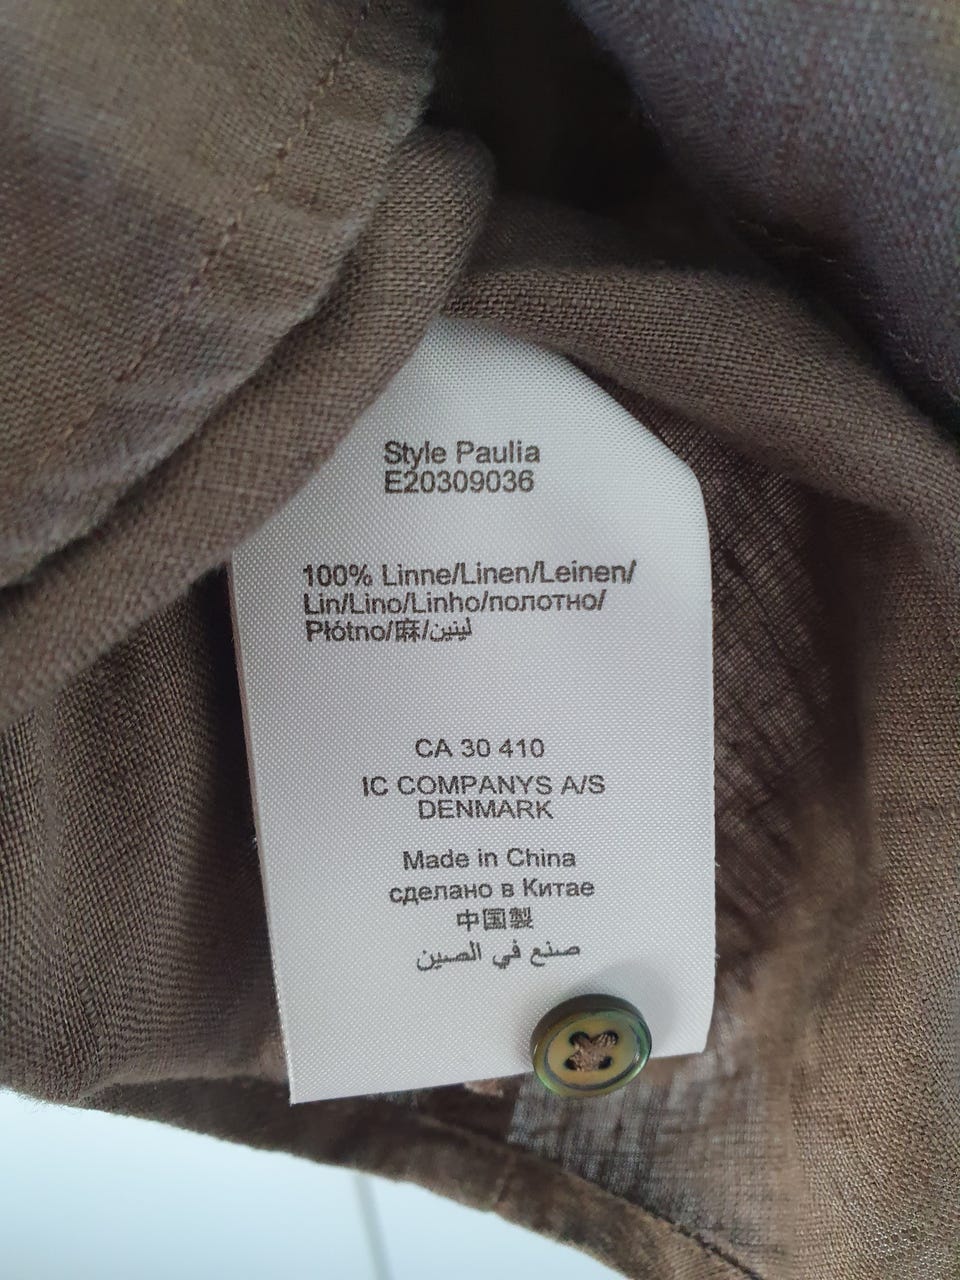 Style Paulia
E20309036
100% Linne/Linen/Leinen/
Lin/Lino/Linho/полотно/
Płótno/麻/لينين
CA 30 410
IC COMPANYS A/S
DENMARK
Made in China
сделано в Китае
中国製
صنع في الصين